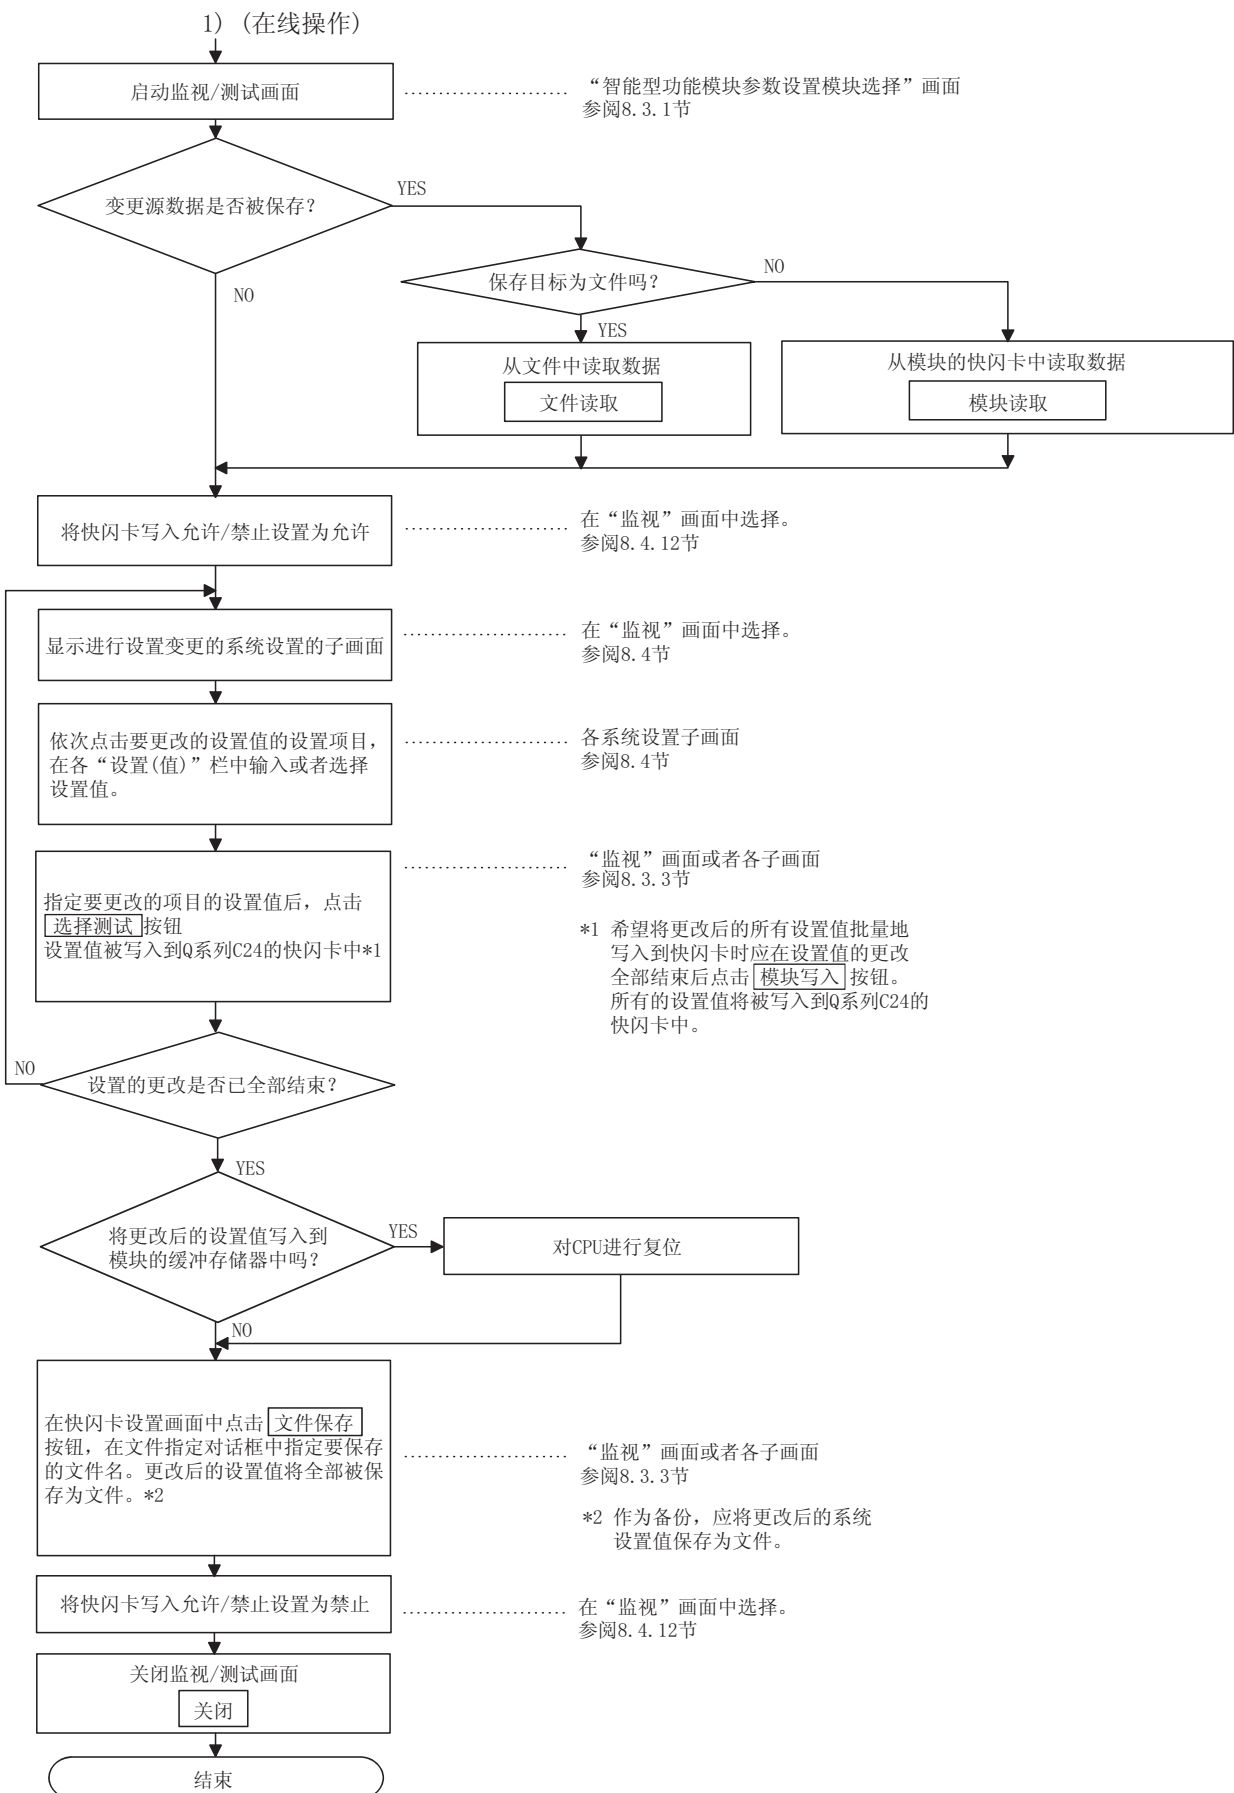 1) (在线操作)
启动监视/测试画面
“智能型功能模块参数设置模块选择”画面
参阅8.3.1节
变更源数据是否被保存?
YES
NO
保存目标为文件吗?
NO
YES
从文件中读取数据
文件读取
从模块的快闪卡中读取数据
模块读取
将快闪卡写入允许/禁止设置为允许
在“监视”画面中选择。
参阅8.4.12节
显示进行设置变更的系统设置的子画面
在“监视”画面中选择。
参阅8.4节
依次点击要更改的设置值的设置项目,
在各“设置(值)”栏中输入或者选择
设置值。
各系统设置子画面
参阅8.4节
指定要更改的项目的设置值后, 点击
选择测试 按钮
设置值被写入到Q系列C24的快闪卡中*1
“监视”画面或者各子画面
参阅8.3.3节
*1 希望将更改后的所有设置值批量地
写入到快闪卡时应在设置值的更改
全部结束后点击 模块写入 按钮。
所有的设置值将被写入到Q系列C24的
快闪卡中。
NO
设置的更改是否已全部结束?
YES
将更改后的设置值写入到
模块的缓冲存储器中吗?
YES
对CPU进行复位
NO
在快闪卡设置画面中点击 文件保存
按钮, 在文件指定对话框中指定要保存
的文件名。更改后的设置值将全部被保
存为文件。*2
“监视”画面或者各子画面
参阅8.3.3节
*2 作为备份, 应将更改后的系统
设置值保存为文件。
将快闪卡写入允许/禁止设置为禁止
在“监视”画面中选择。
参阅8.4.12节
关闭监视/测试画面
关闭
结束